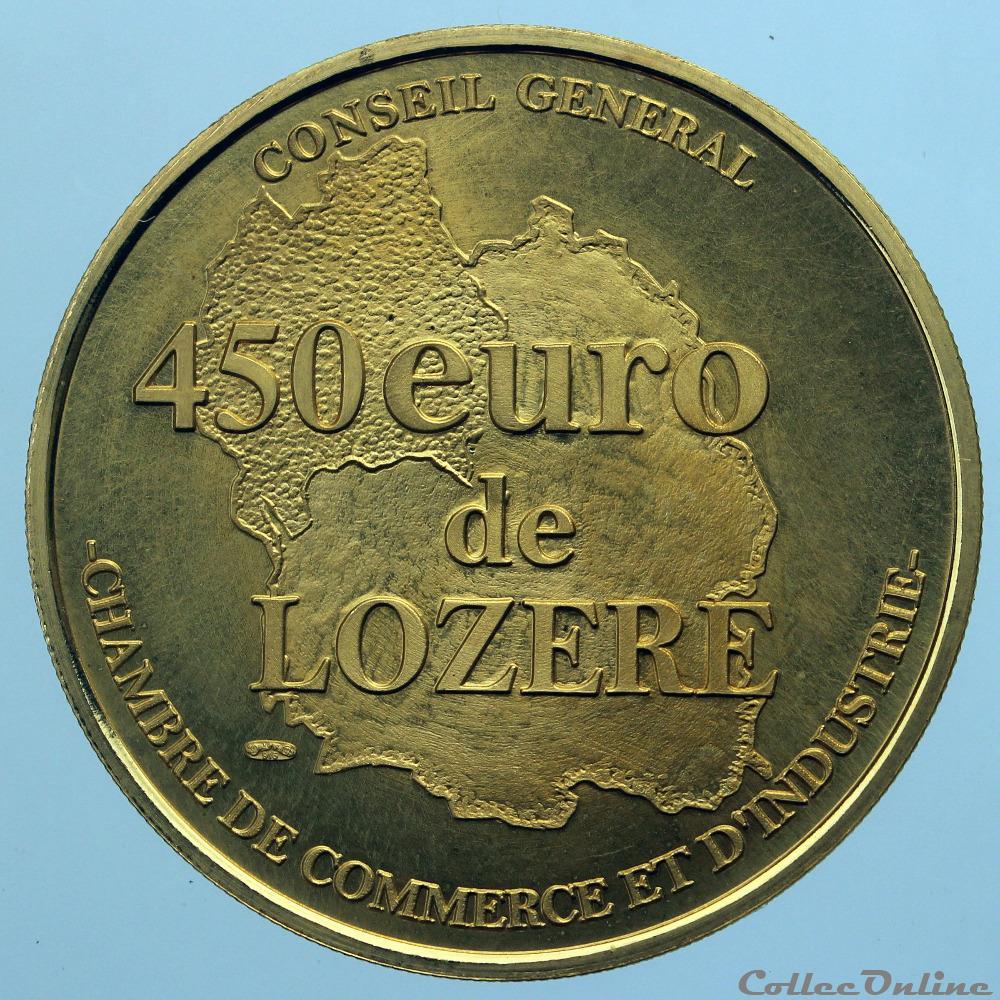 CONSEIL GENERAL
450 euro
de
LOZERE
-CHAMBRE DE COMMERCE ET D'INDUSTRIE-
CollecOnline